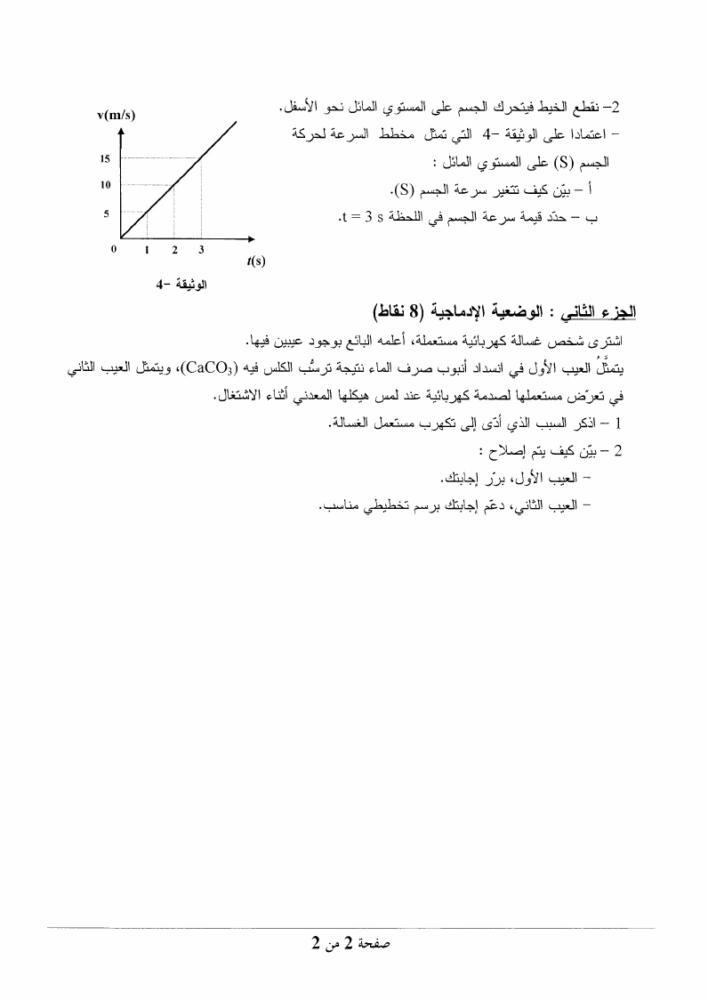 2– نقطع الخيط فيتحرك الجسم على المستوي المائل نحو الأسفل.
– اعتمادا على الوثيقة –4 التي تمثل مخطط السرعة لحركة
الجسم (S) على المستوي المائل :
أ – بيّن كيف تتغير سرعة الجسم (S).
ب – حدّد قيمة سرعة الجسم في اللحظة t = 3 s.
v(m/s)
15
10
5
0 1 2 3
t(s)
الوثيقة –4
الجزء الثاني : الوضعية الإدماجية (8 نقاط)
اشترى شخص غسالة كهربائية مستعملة، أعلمه البائع بوجود عيبين فيها.
يتمثَّلُ العيب الأول في انسداد أنبوب صرف الماء نتيجة ترسُّب الكلس فيه (CaCO3)، ويتمثل العيب الثاني
في تعرّض مستعملها لصدمة كهربائية عند لمس هيكلها المعدني أثناء الاشتغال.
1 – اذكر السبب الذي أدّى إلى تكهرب مستعمل الغسالة.
2 – بيّن كيف يتم إصلاح :
– العيب الأول، برّر إجابتك.
– العيب الثاني، دعّم إجابتك برسم تخطيطي مناسب.
صفحة 2 من 2